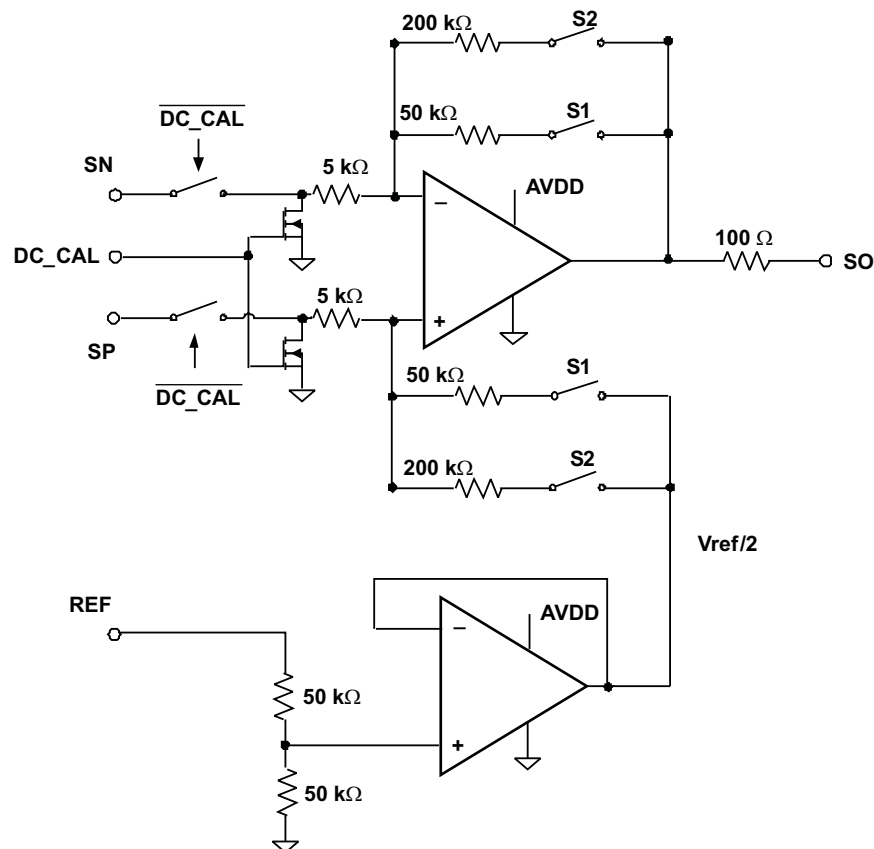 200 kΩ
S2
50 kΩ
S1
DC_CAL
SN
5 kΩ
−
AVDD
100 Ω
SO
DC_CAL
5 kΩ
+
SP
DC_CAL
50 kΩ
S1
200 kΩ
S2
Vref/2
REF
−
AVDD
50 kΩ
+
50 kΩ